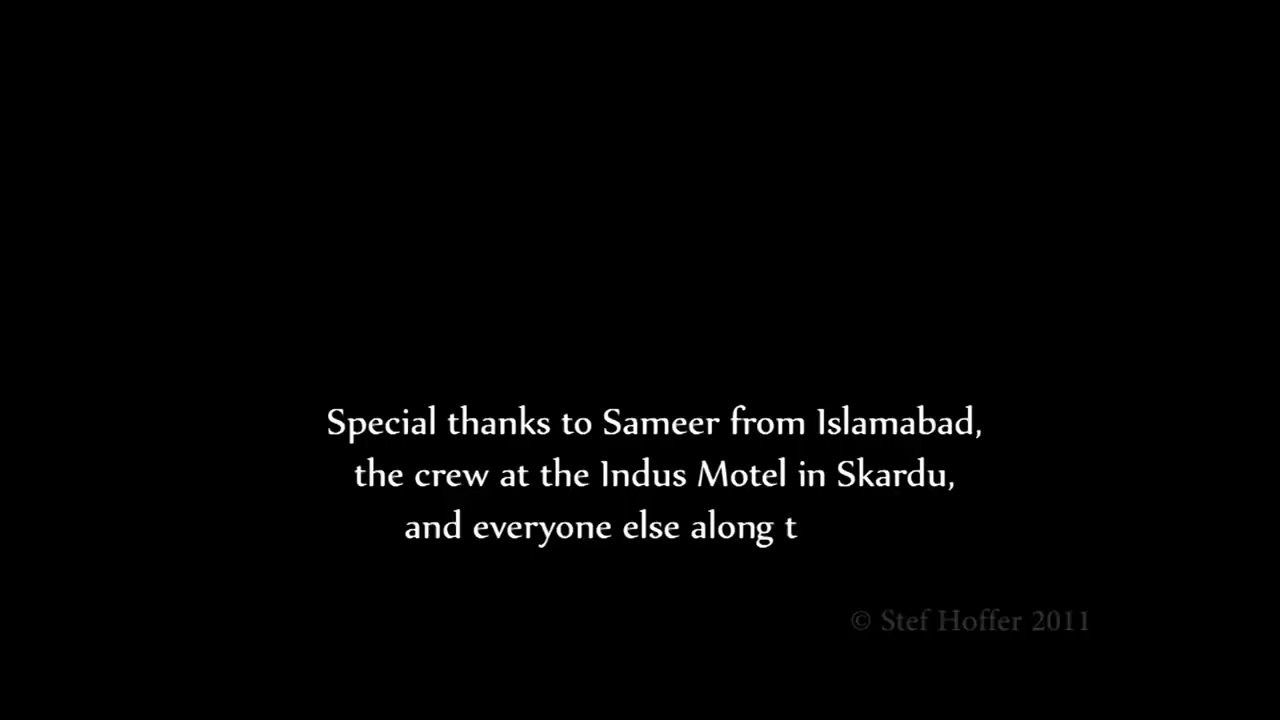 Special thanks to Sameer from Islamabad,
the crew at the Indus Motel in Skardu,
and everyone else along t
© Stef Hoffer 2011